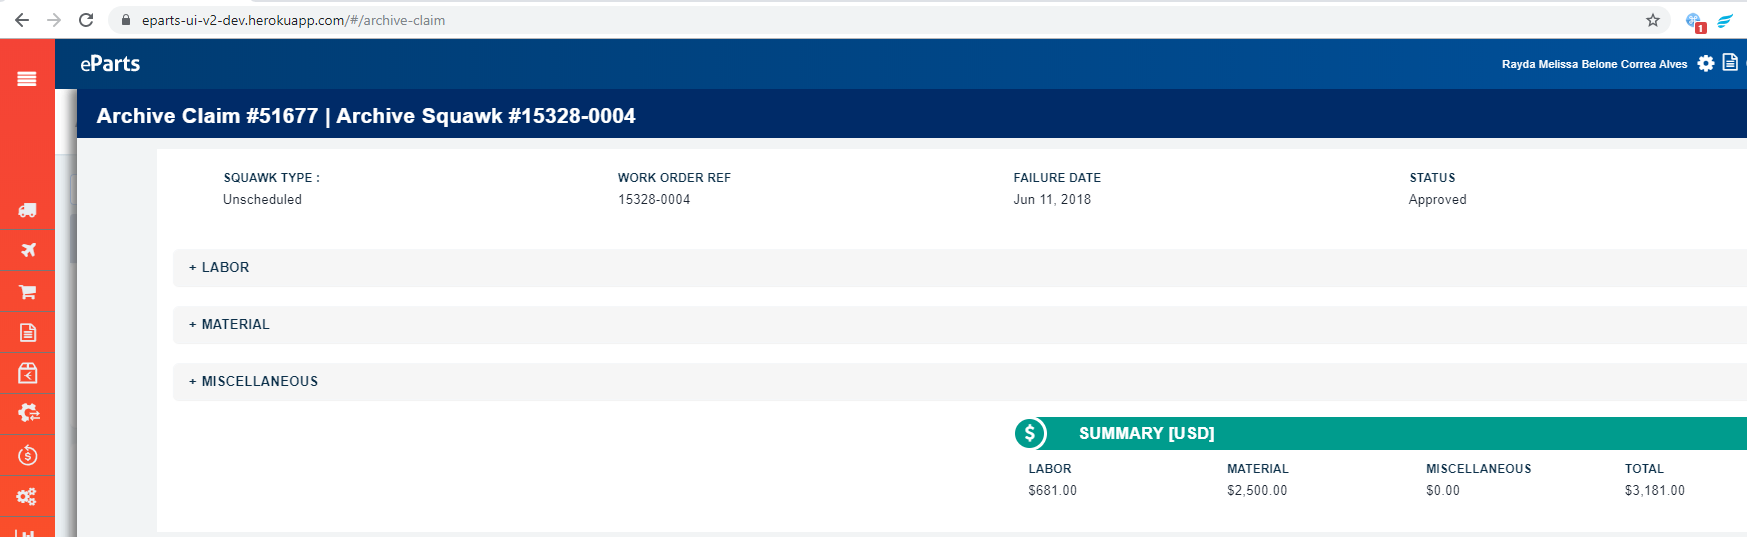 eparts-ui-v2-dev.herokuapp.com/#/archive-claim
1
eParts
Rayda Melissa Belone Correa Alves
Archive Claim #51677 | Archive Squawk #15328-0004
SQUAWK TYPE : WORK ORDER REF FAILURE DATE STATUS
Unscheduled 15328-0004 Jun 11, 2018 Approved
+ LABOR
+ MATERIAL
+ MISCELLANEOUS
$ SUMMARY [USD]
LABOR MATERIAL MISCELLANEOUS TOTAL
$681.00 $2,500.00 $0.00 $3,181.00